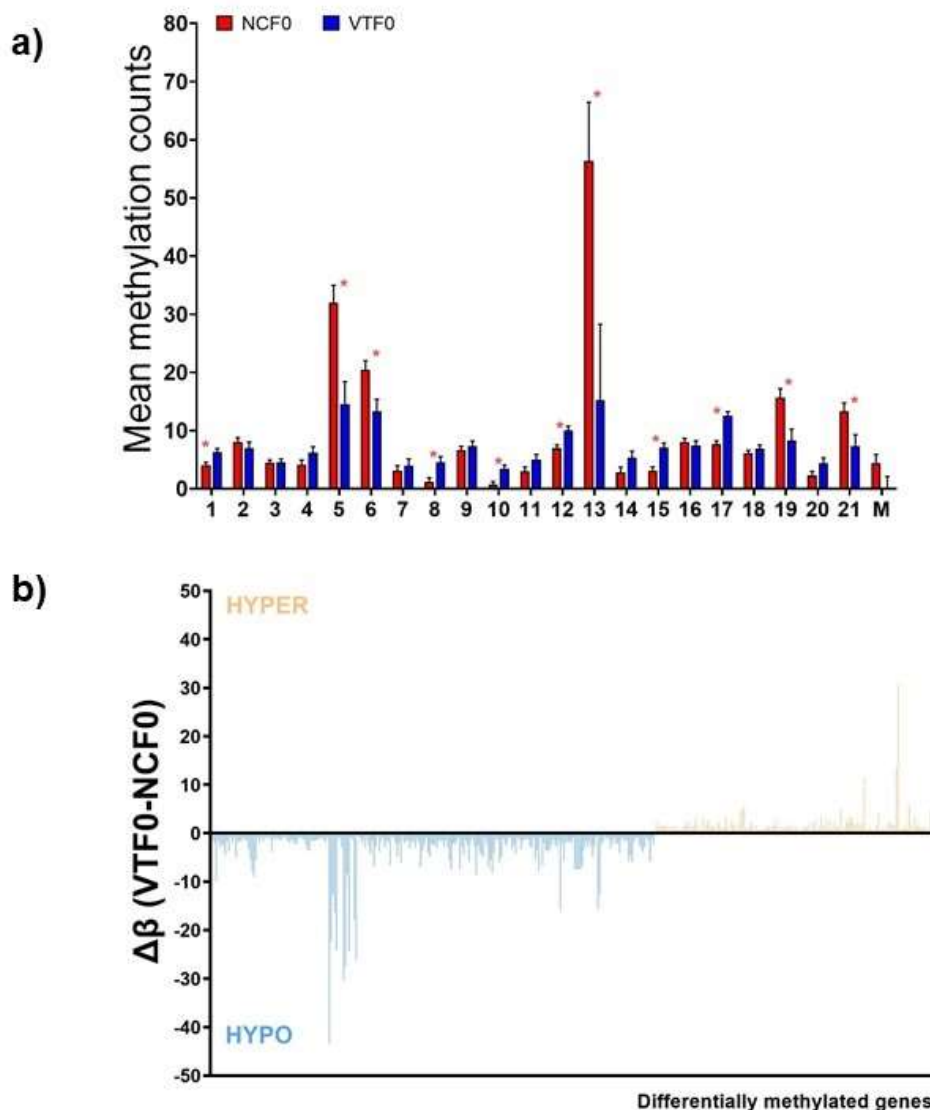 a)
NCF0 VTF0
Mean methylation counts
80
70
60
50
40
30
20
10
0
* * * * * * * * * * *
1 2 3 4 5 6 7 8 9 10 11 12 13 14 15 16 17 18 19 20 21 M
b)
HYPER
Δβ (VTF0-NCF0)
50
40
30
20
10
0
-10
-20
-30
-40
-50
HYPO
Differentially methylated genes